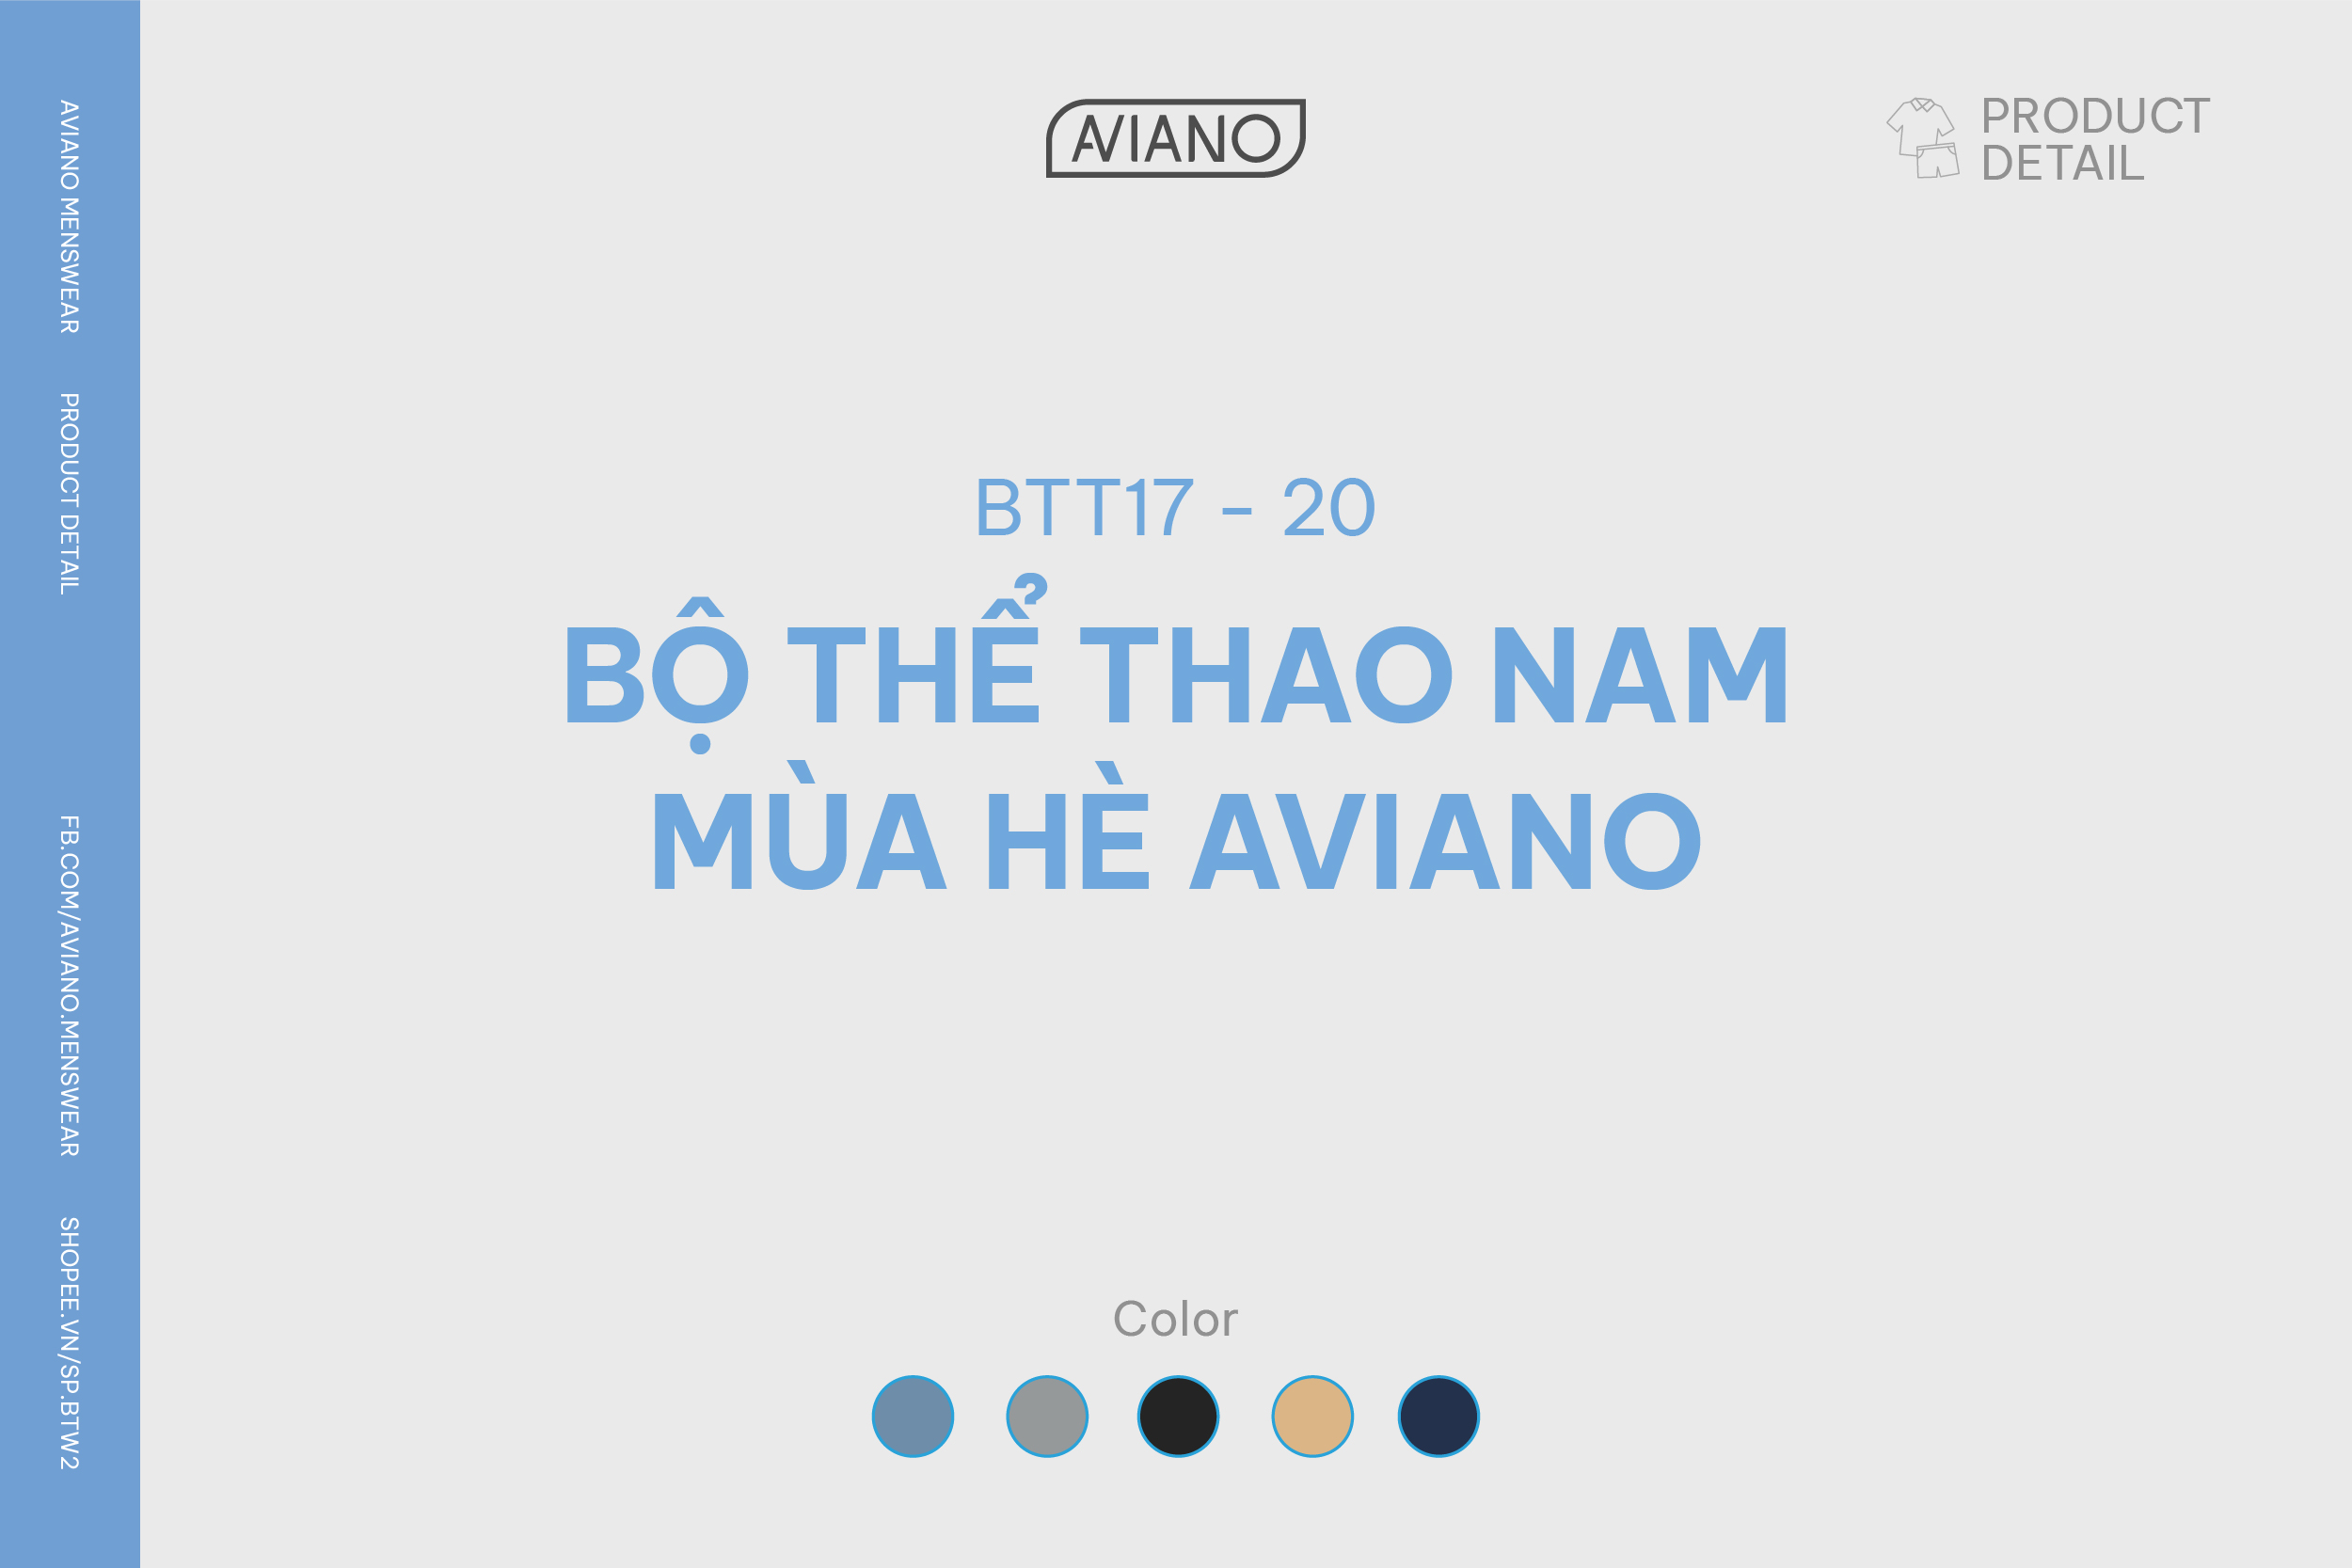 AVIANO MENSWEAR
PRODUCT DETAIL
FB.COM/AVIANO.MENSWEAR
SHOPEE.VN/SP.BTW2
AVIANO
PRODUCT
DETAIL
BTT17 – 20
BỘ THỂ THAO NAM
MÙA HÈ AVIANO
Color